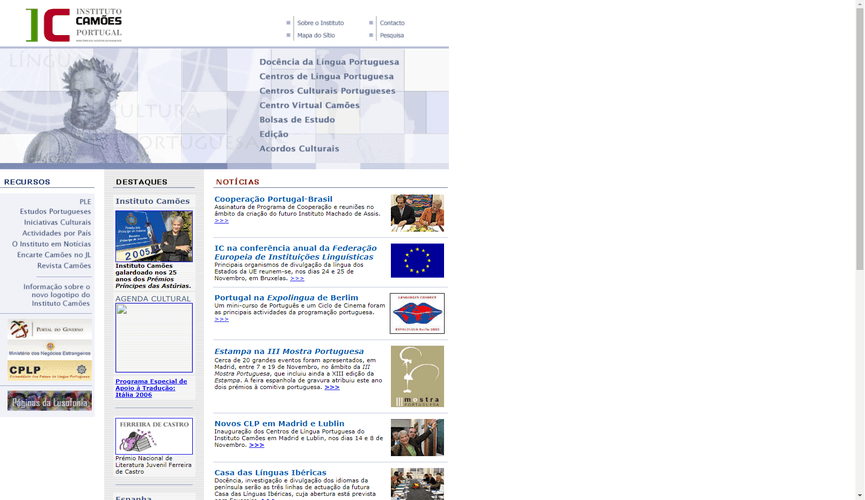 INSTITUTO
CAMÕES
PORTUGAL
Sobre o Instituto
Contacto
Mapa do Sítio
Pesquisa
LÍNGUA
CULTURA
PORTUGUESA
Docência da Língua Portuguesa
Centros de Língua Portuguesa
Centros Culturais Portugueses
Centro Virtual Camões
Bolsas de Estudo
Edição
Acordos Culturais
RECURSOS
PLE
Estudos Portugueses
Iniciativas Culturais
Actividades por País
O Instituto em Notícias
Encarte Camões no JL
Revista Camões
Informação sobre o
novo logotipo do
Instituto Camões
PORTAL DO GOVERNO
Ministério dos Negócios Estrangeiros
CPLP
Comunidade dos Países de Língua Portuguesa
Páginas da Lusofonia
DESTAQUES
Instituto Camões
2005
Instituto Camões
galardoado nos 25
anos dos Prémios
Príncipes das Astúrias.
AGENDA CULTURAL
Programa Especial de
Apoio à Tradução:
Itália 2006
FERREIRA DE CASTRO
Prémio Nacional de
Literatura Juvenil Ferreira
de Castro
Espanha
NOTÍCIAS
Cooperação Portugal-Brasil
Assinatura de Programa de Cooperação e reuniões no
âmbito da criação do futuro Instituto Machado de Assis.
>>>
IC na conferência anual da Federação
Europeia de Instituições Linguísticas
Principais organismos de divulgação da língua dos
Estados da UE reunem-se, nos dias 24 e 25 de
Novembro, em Bruxelas. >>>
Portugal na Expolingua de Berlim
Um mini-curso de Português e um Ciclo de Cinema foram
as principais actividades da programação portuguesa.
>>>
Estampa na III Mostra Portuguesa
Cerca de 20 grandes eventos foram apresentados, em
Madrid, entre 7 e 19 de Novembro, no âmbito da III
Mostra Portuguesa, que incluiu ainda a XIII edição da
Estampa. A feira espanhola de gravura atribuiu este ano
dois prémios à comitiva portuguesa. >>>
mostra
PORTUGUESA
Novos CLP em Madrid e Lublin
Inauguração dos Centros de Língua Portuguesa do
Instituto Camões em Madrid e Lublin, nos dias 14 e 8 de
Novembro. >>>
Casa das Línguas Ibéricas
Docência, investigação e divulgação dos idiomas da
península serão as três linhas de actuação da futura
Casa das Línguas Ibéricas, cuja abertura está prevista